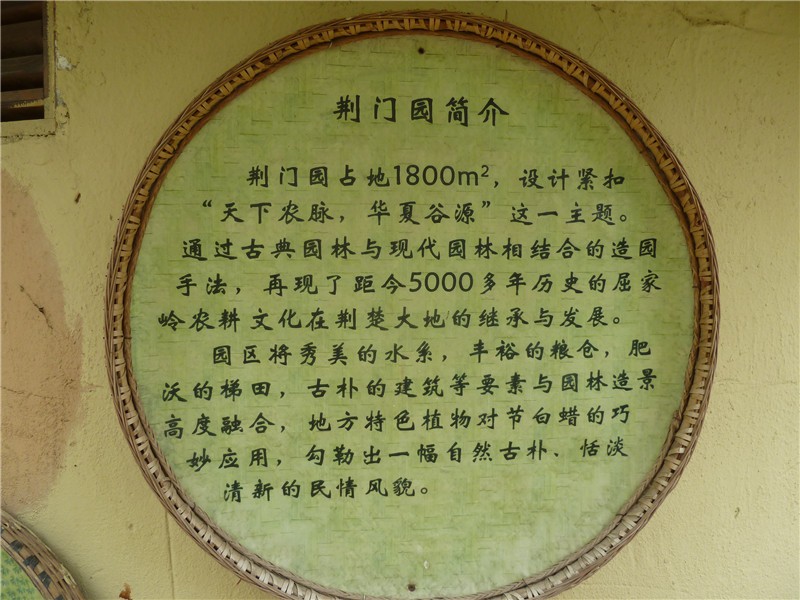 荆门园简介
荆门园占地1800m²，设计紧扣
“天下农脉，华夏谷源”这一主题。
通过古典园林与现代园林相结合的造园
手法，再现了距今5000多年历史的屈家
岭农耕文化在荆楚大地的继承与发展。
园区将秀美的水系，丰裕的粮仓，肥
沃的梯田，古朴的建筑等要素与园林造景
高度融合，地方特色植物对节白蜡的巧
妙应用，勾勒出一幅自然古朴、恬淡
清新的民情风貌。